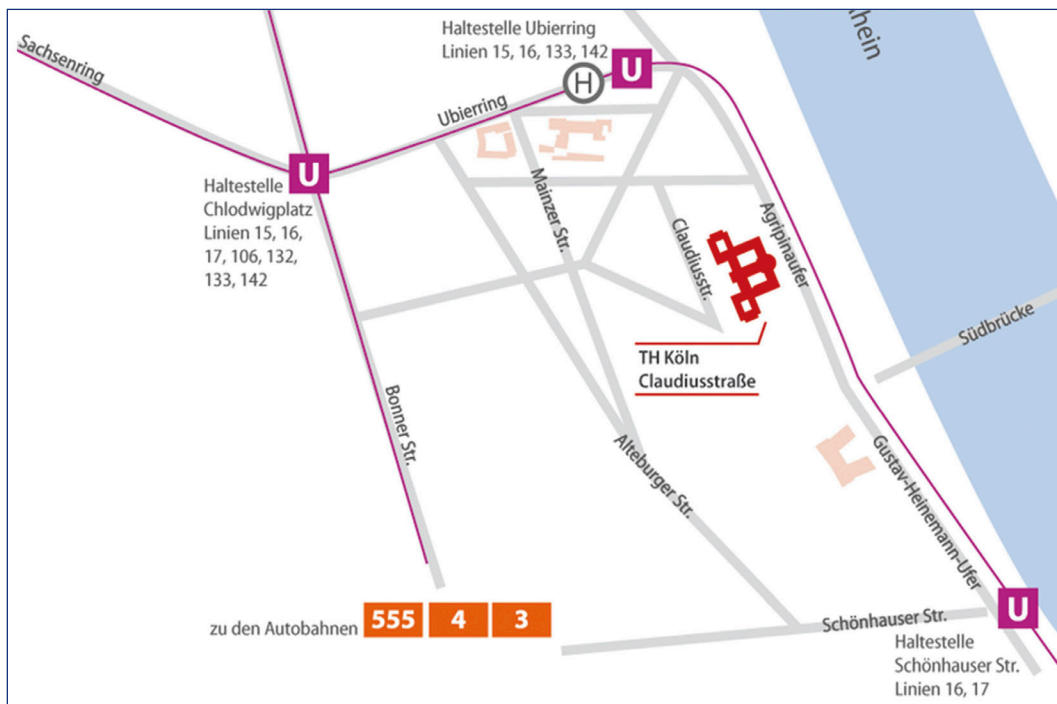 Haltestelle Ubierring
Linien 15, 16, 133, 142
U
H
hein
Sachsenring
Ubierring
U
Haltestelle
Chlodwigplatz
Linien 15, 16,
17, 106, 132,
133, 142
Mainzer Str.
Claudiusstr.
Agripinaufer
Südbrücke
TH Köln
Claudiusstraße
Bonner Str.
Alteburger Str.
Gustav-Heinemann-Ufer
zu den Autobahnen 555 4 3
Schönhauser Str.
U
Haltestelle
Schönhauser Str.
Linien 16, 17